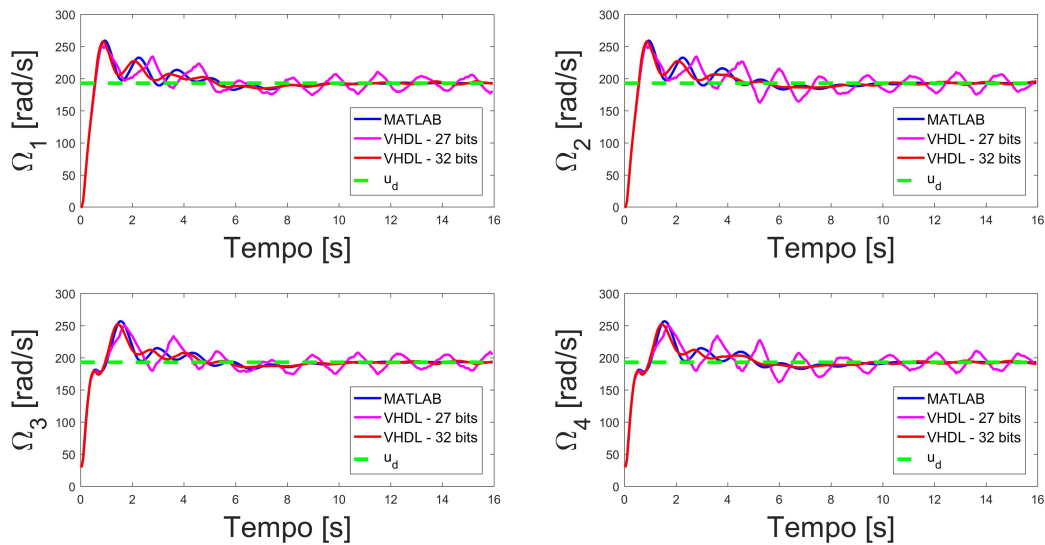 Ω1 [rad/s]
300
250
200
150
100
50
0
MATLAB
VHDL - 27 bits
VHDL - 32 bits
ud
0 2 4 6 8 10 12 14 16
Tempo [s]
Ω2 [rad/s]
300
250
200
150
100
50
0
MATLAB
VHDL - 27 bits
VHDL - 32 bits
ud
0 2 4 6 8 10 12 14 16
Tempo [s]
Ω3 [rad/s]
300
250
200
150
100
50
0
MATLAB
VHDL - 27 bits
VHDL - 32 bits
ud
0 2 4 6 8 10 12 14 16
Tempo [s]
Ω4 [rad/s]
300
250
200
150
100
50
0
MATLAB
VHDL - 27 bits
VHDL - 32 bits
ud
0 2 4 6 8 10 12 14 16
Tempo [s]